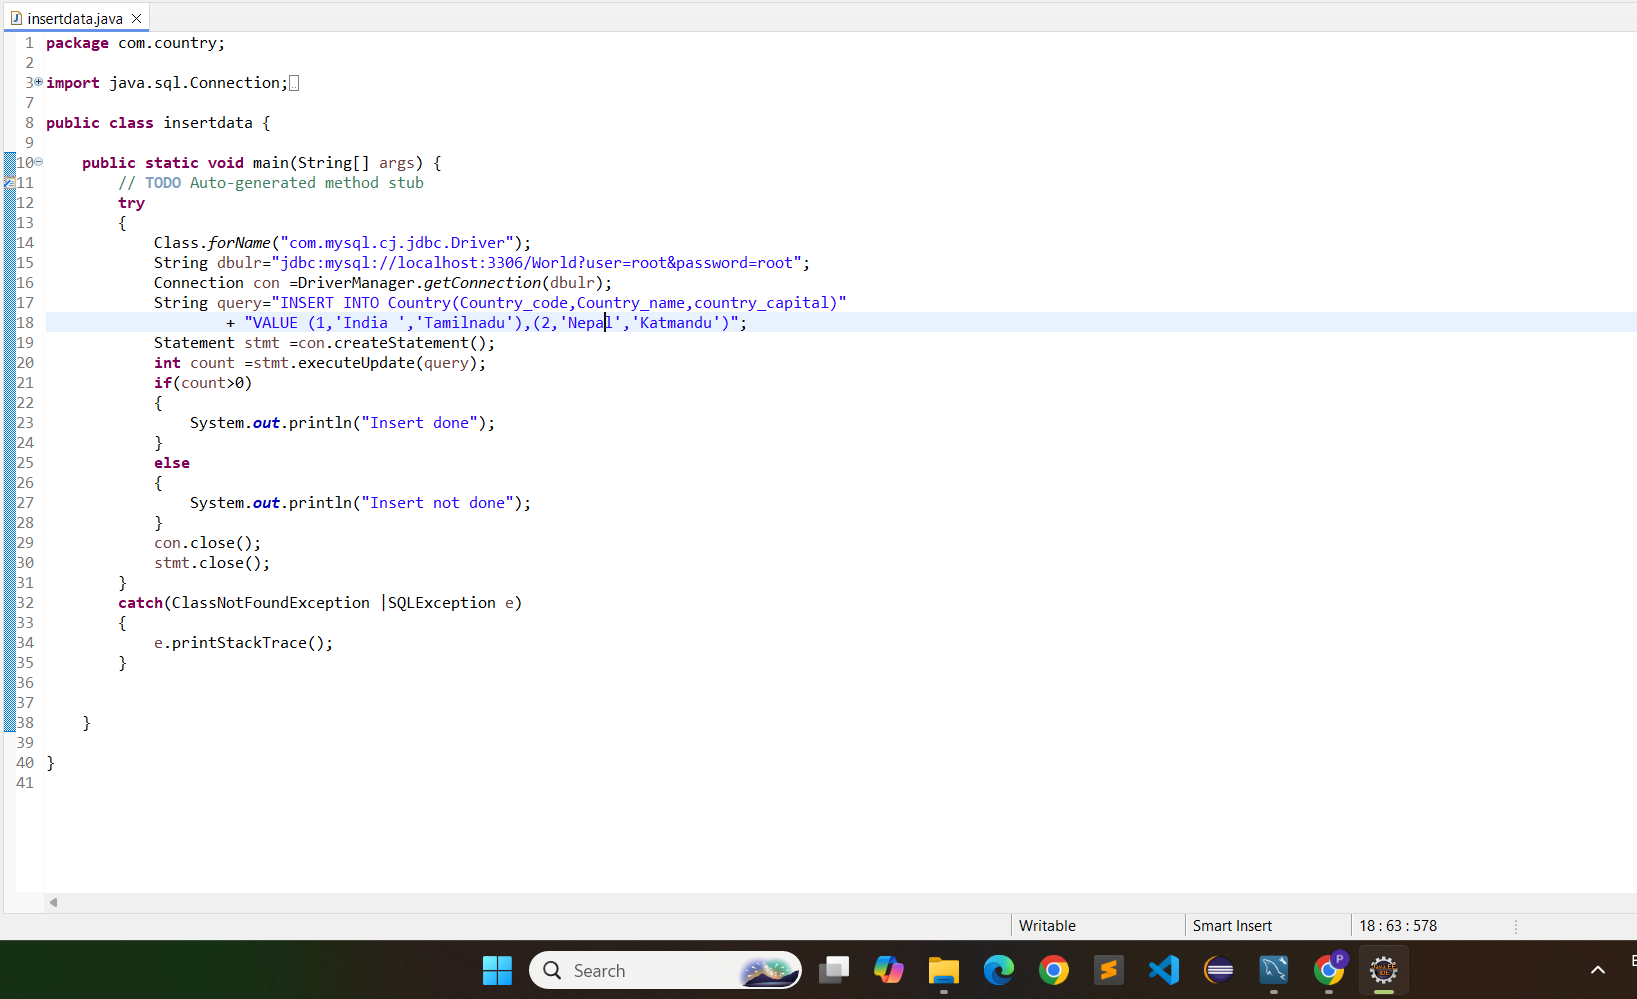 insertdata.java
1 package com.country;
2
3 import java.sql.Connection;
7
8 public class insertdata {
9
10 public static void main(String[] args) {
11 // TODO Auto-generated method stub
12 try
13 {
14 Class.forName("com.mysql.cj.jdbc.Driver");
15 String dbulr="jdbc:mysql://localhost:3306/World?user=root&password=root";
16 Connection con =DriverManager.getConnection(dbulr);
17 String query="INSERT INTO Country(Country_code,Country_name,country_capital)"
18 + "VALUE (1,'India ','Tamilnadu'),(2,'Nepal','Katmandu')";
19 Statement stmt =con.createStatement();
20 int count =stmt.executeUpdate(query);
21 if(count>0)
22 {
23 System.out.println("Insert done");
24 }
25 else
26 {
27 System.out.println("Insert not done");
28 }
29 con.close();
30 stmt.close();
31 }
32 catch(ClassNotFoundException |SQLException e)
33 {
34 e.printStackTrace();
35 }
36
37
38 }
39
40 }
41
Writable Smart Insert 18 : 63 : 578
Search
P